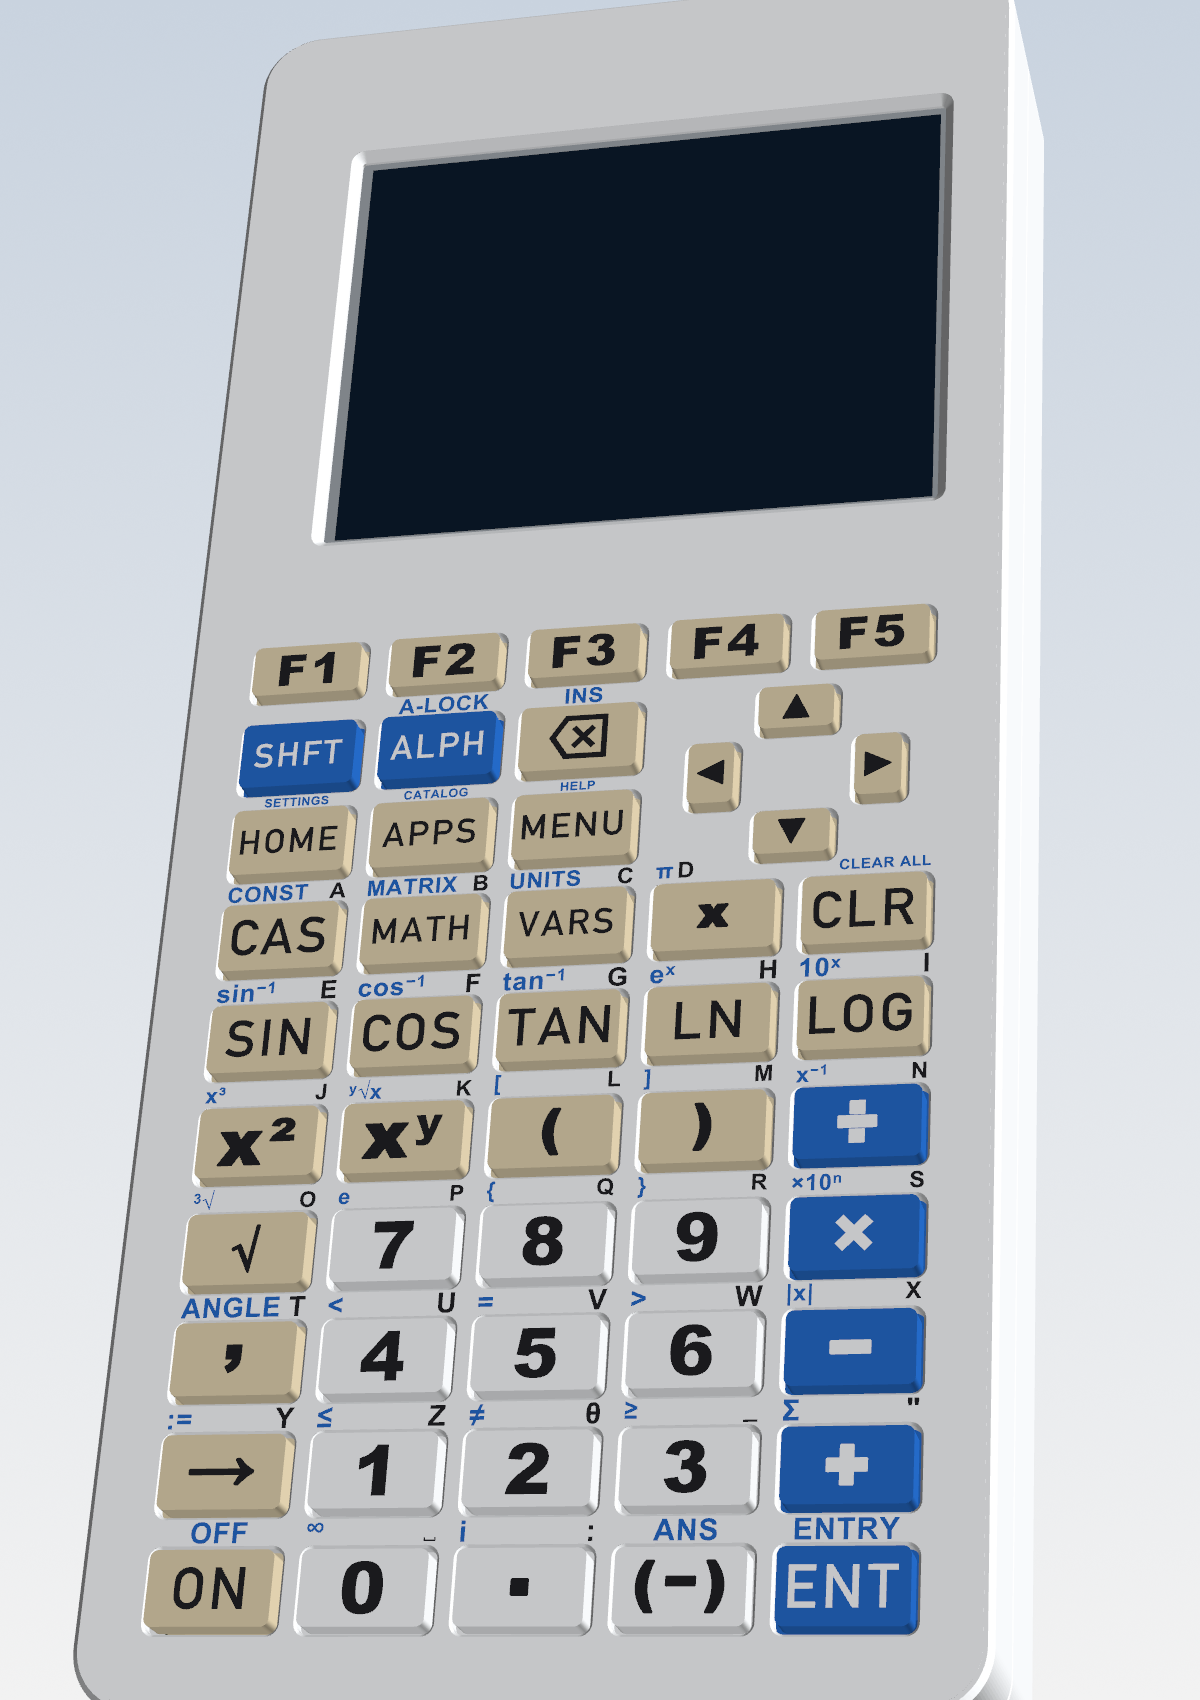 F1 F2 F3 F4 F5
A-LOCK INS
SHFT ALPH ⌫ ▲
◀ ▶
SETTINGS CATALOG HELP
HOME APPS MENU ▼
CONST A MATRIX B UNITS C π D CLEAR ALL
CAS MATH VARS x CLR
sin⁻¹ E cos⁻¹ F tan⁻¹ G eˣ H 10ˣ I
SIN COS TAN LN LOG
x³ J ʸ√x K [ L ] M x⁻¹ N
x² xʸ ( ) +
³√ O e P { Q } R ×10ⁿ S
√ 7 8 9 ×
ANGLE T < U = V > W |x| X
, 4 5 6 −
:= Y ≤ Z ≠ θ ≥ _ Σ "
→ 1 2 3 +
OFF ∞ ⎵ i : ANS ENTRY
ON 0 . (−) ENT